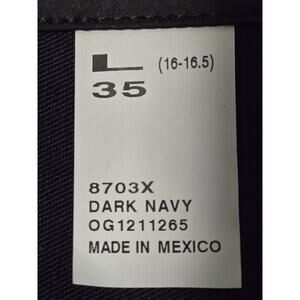 L (16-16.5)
35
8703X
DARK NAVY
OG1211265
MADE IN MEXICO